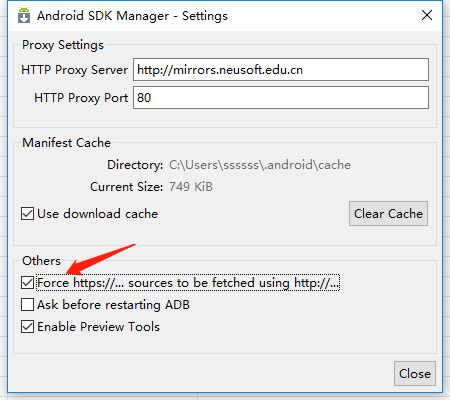 Android SDK Manager - Settings
Proxy Settings
HTTP Proxy Server http://mirrors.neusoft.edu.cn
HTTP Proxy Port 80
Manifest Cache
Directory: C:\Users\ssssss\.android\cache
Current Size: 749 KiB
Use download cache Clear Cache
Others
Force https://... sources to be fetched using http://...
Ask before restarting ADB
Enable Preview Tools
Close